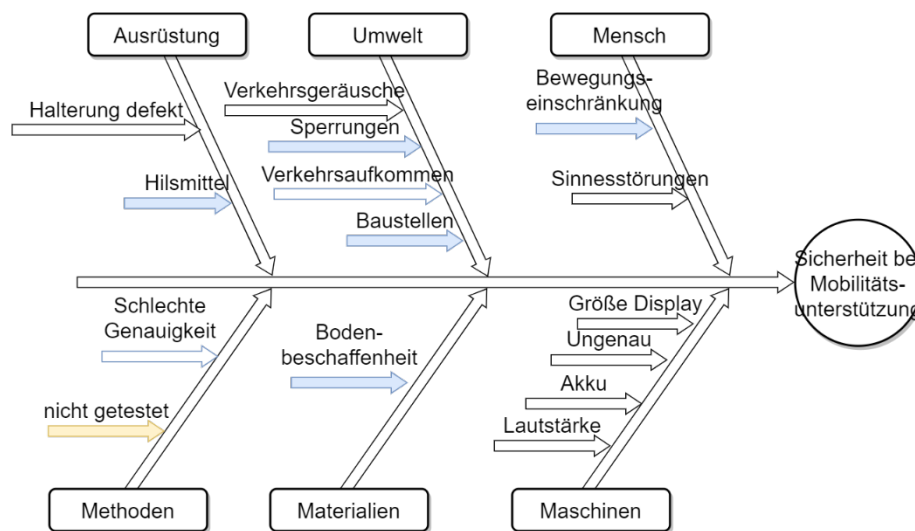 Ausrüstung
Umwelt
Mensch
Halterung defekt
Hilsmittel
Verkehrsgeräusche
Sperrungen
Verkehrsaufkommen
Baustellen
Bewegungs-
einschränkung
Sinnesstörungen
Sicherheit be
Mobilitäts-
unterstützung
Schlechte
Genauigkeit
nicht getestet
Boden-
beschaffenheit
Größe Display
Ungenau
Akku
Lautstärke
Methoden
Materialien
Maschinen